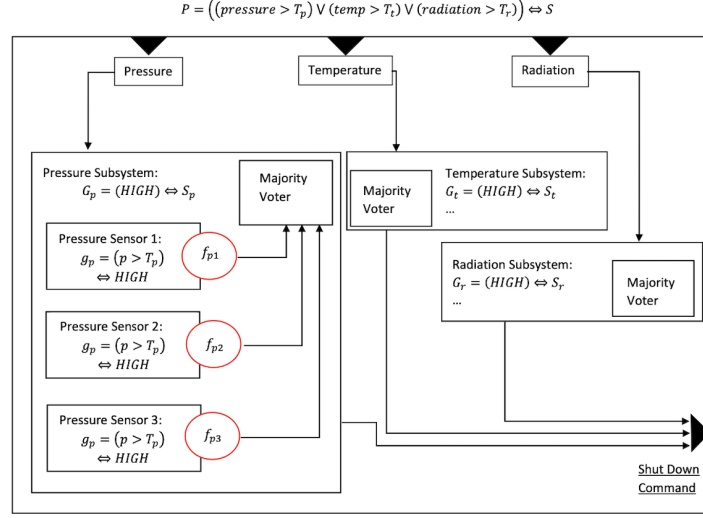 P = ((pressure > T_p) ⋁ (temp > T_t) ⋁ (radiation > T_r)) ⇔ S
Pressure
Temperature
Radiation
Pressure Subsystem:
G_p = (HIGH) ⇔ S_p
Majority
Voter
Pressure Sensor 1:
g_p = (p > T_p)
⇔ HIGH
f_p1
Pressure Sensor 2:
g_p = (p > T_p)
⇔ HIGH
f_p2
Pressure Sensor 3:
g_p = (p > T_p)
⇔ HIGH
f_p3
Majority
Voter
Temperature Subsystem:
G_t = (HIGH) ⇔ S_t
...
Radiation Subsystem:
G_r = (HIGH) ⇔ S_r
...
Majority
Voter
Shut Down
Command